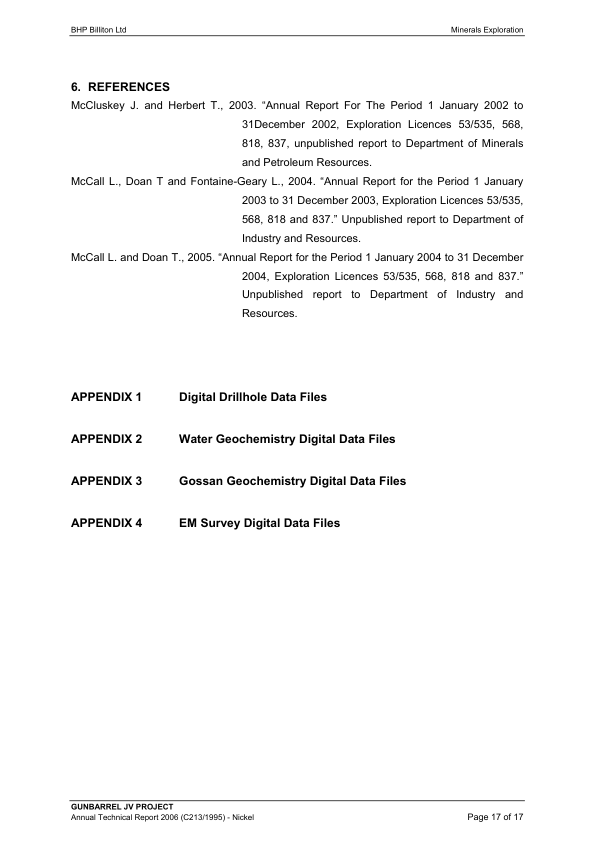 BHP Billiton Ltd Minerals Exploration
6. REFERENCES
McCluskey J. and Herbert T., 2003. “Annual Report For The Period 1 January 2002 to
31December 2002, Exploration Licences 53/535, 568,
818, 837, unpublished report to Department of Minerals
and Petroleum Resources.
McCall L., Doan T and Fontaine-Geary L., 2004. “Annual Report for the Period 1 January
2003 to 31 December 2003, Exploration Licences 53/535,
568, 818 and 837.” Unpublished report to Department of
Industry and Resources.
McCall L. and Doan T., 2005. “Annual Report for the Period 1 January 2004 to 31 December
2004, Exploration Licences 53/535, 568, 818 and 837.”
Unpublished report to Department of Industry and
Resources.
APPENDIX 1 Digital Drillhole Data Files
APPENDIX 2 Water Geochemistry Digital Data Files
APPENDIX 3 Gossan Geochemistry Digital Data Files
APPENDIX 4 EM Survey Digital Data Files
GUNBARREL JV PROJECT
Annual Technical Report 2006 (C213/1995) - Nickel Page 17 of 17